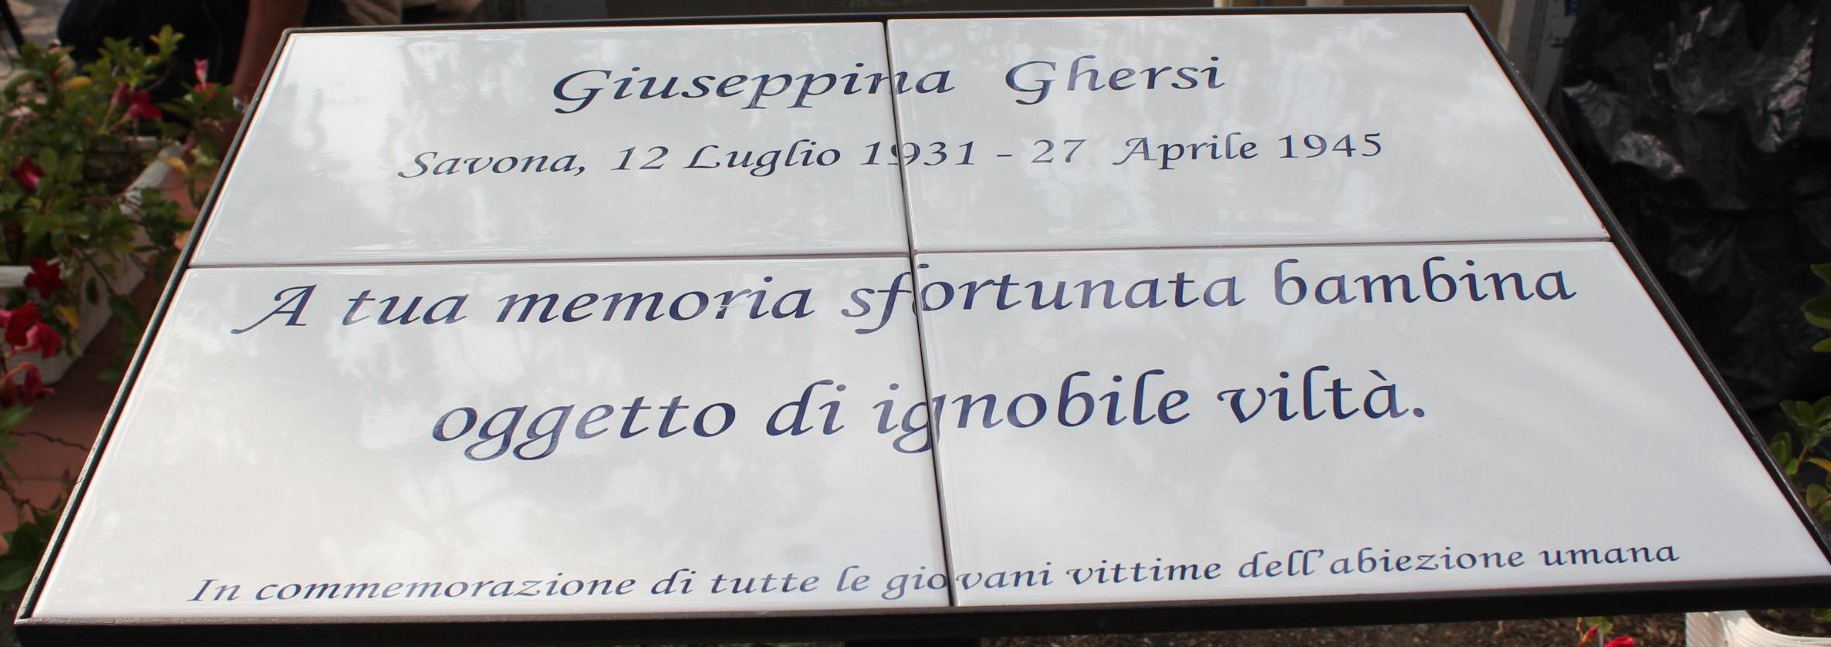 Giuseppina Ghersi
Savona, 12 Luglio 1931 - 27 Aprile 1945
A tua memoria sfortunata bambina
oggetto di ignobile viltà.
In commemorazione di tutte le giovani vittime dell'abiezione umana